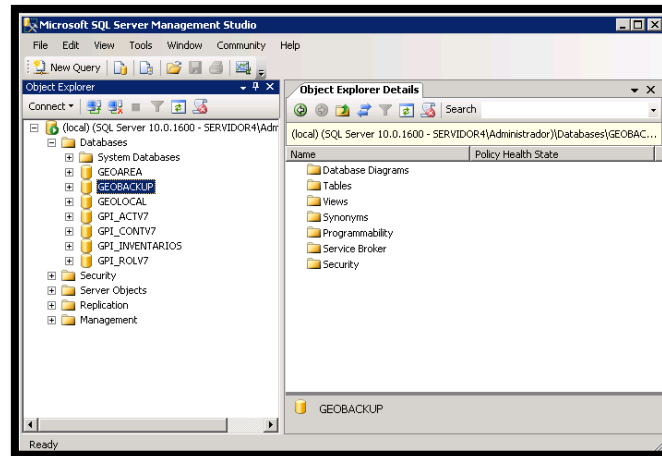 Microsoft SQL Server Management Studio
File Edit View Tools Window Community Help
New Query
Object Explorer
Connect
(local) (SQL Server 10.0.1600 - SERVIDOR4\Adm
Databases
System Databases
GEOAREA
GEOBACKUP
GEOLOCAL
GPI_ACTV7
GPI_CONTV7
GPI_INVENTARIOS
GPI_ROLV7
Security
Server Objects
Replication
Management
Object Explorer Details
Search
(local) (SQL Server 10.0.1600 - SERVIDOR4\Administrador)\Databases\GEOBAC...
Name Policy Health State
Database Diagrams
Tables
Views
Synonyms
Programmability
Service Broker
Security
GEOBACKUP
Ready